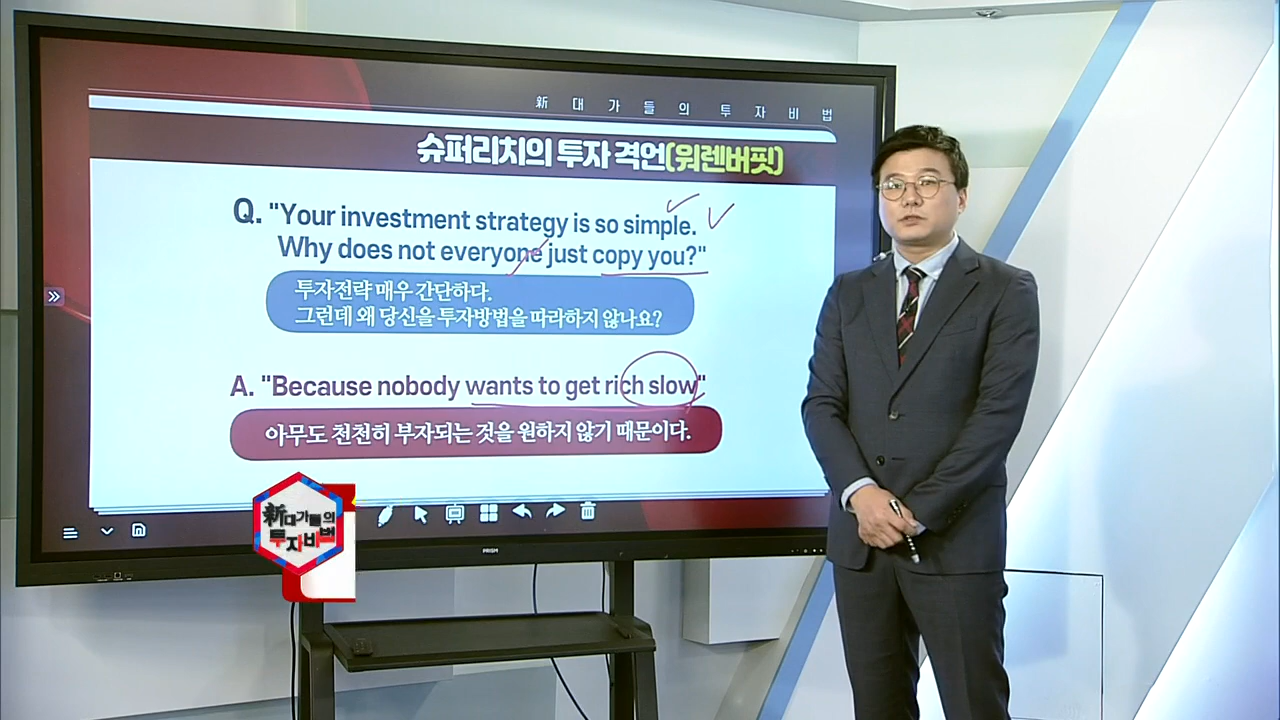 新 대 가 들 의 투 자 비 법
슈퍼리치의 투자 격언(워렌버핏)
Q. "Your investment strategy is so simple.
Why does not everyone just copy you?"
투자전략 매우 간단하다.
그런데 왜 당신을 투자방법을 따라하지 않나요?
A. "Because nobody wants to get rich slow"
아무도 천천히 부자되는 것을 원하지 않기 때문이다.
新대가들의
투자비법
PRISM